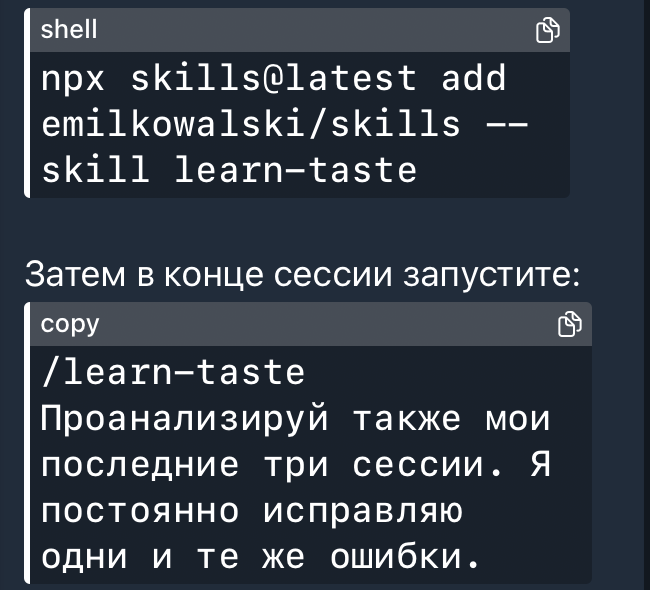 shell
npx skills@latest add
emilkowalski/skills --
skill learn-taste
Затем в конце сессии запустите:
copy
/learn-taste
Проанализируй также мои
последние три сессии. Я
постоянно исправляю
одни и те же ошибки.